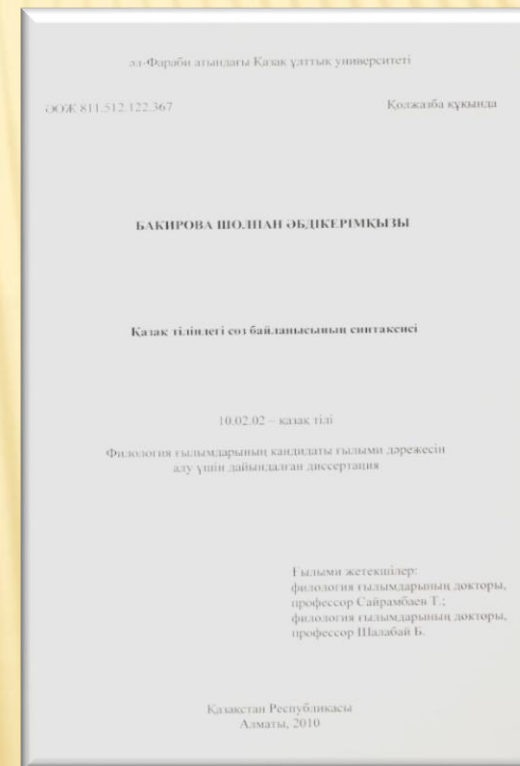 әл-Фараби атындағы Қазақ ұлттық университеті
ӘОЖ 811.512.122.367 Қолжазба құқында
БАКИРОВА ШОЛПАН ӘБДІКЕРІМҚЫЗЫ
Қазақ тіліндегі сөз байланысының синтаксисі
10.02.02 – қазақ тілі
Филология ғылымдарының кандидаты ғылыми дәрежесін
алу үшін дайындалған диссертация
Ғылыми жетекшілер:
филология ғылымдарының докторы,
профессор Сайрамбаев Т.;
филология ғылымдарының докторы,
профессор Шалабай Б.
Қазақстан Республикасы
Алматы, 2010